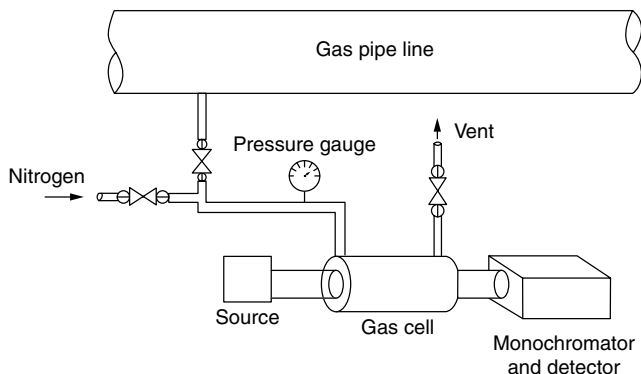 Gas pipe line
Pressure gauge
Vent
Nitrogen
Source
Gas cell
Monochromator
and detector